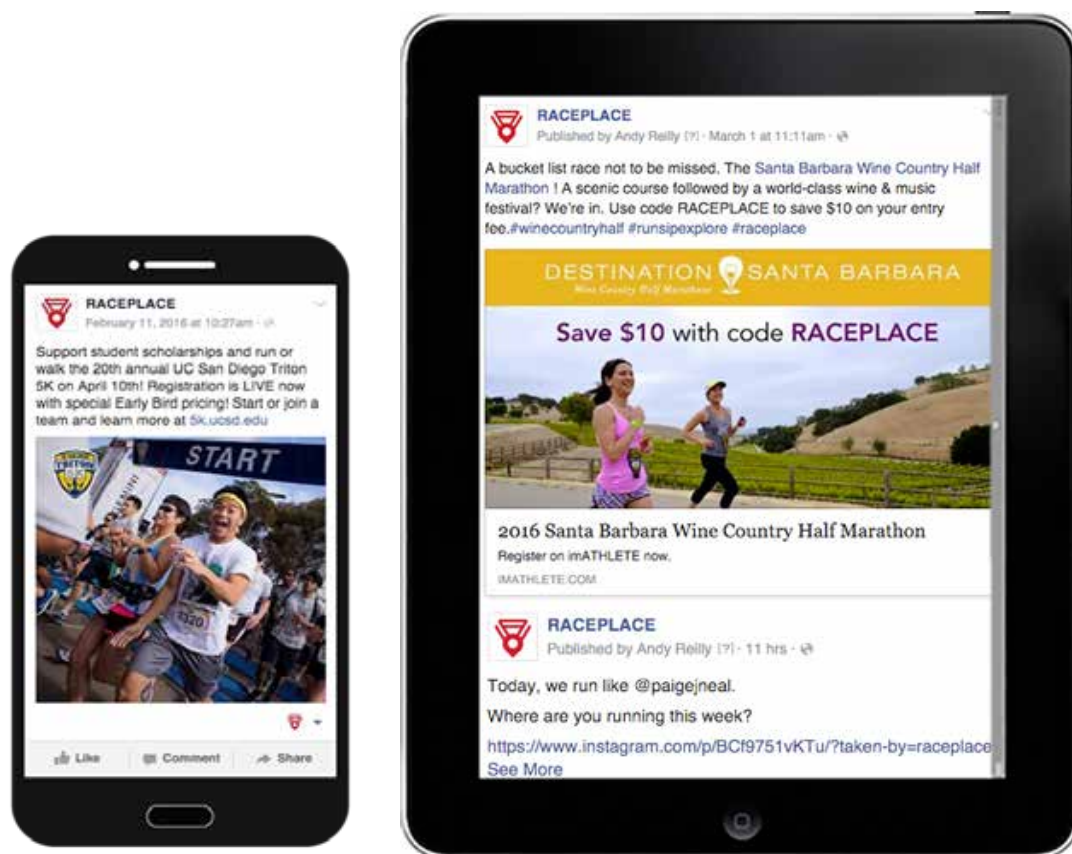 RACEPLACE
February 11, 2016 at 10:27am
Support student scholarships and run or
walk the 20th annual UC San Diego Triton
5K on April 10th! Registration is LIVE now
with special Early Bird pricing! Start or join a
team and learn more at 5k.ucsd.edu
START
TRITON
5K
Like Comment Share
RACEPLACE
Published by Andy Reilly [?] · March 1 at 11:11am ·
A bucket list race not to be missed. The Santa Barbara Wine Country Half
Marathon ! A scenic course followed by a world-class wine & music
festival? We're in. Use code RACEPLACE to save $10 on your entry
fee.#winecountryhalf #runsipexplore #raceplace
DESTINATION SANTA BARBARA
Wine Country Half Marathon
Save $10 with code RACEPLACE
2016 Santa Barbara Wine Country Half Marathon
Register on imATHLETE now.
IMATHLETE.COM
RACEPLACE
Published by Andy Reilly [?] · 11 hrs ·
Today, we run like @paigejneal.
Where are you running this week?
https://www.instagram.com/p/BCf9751vKTu/?taken-by=raceplace
See More